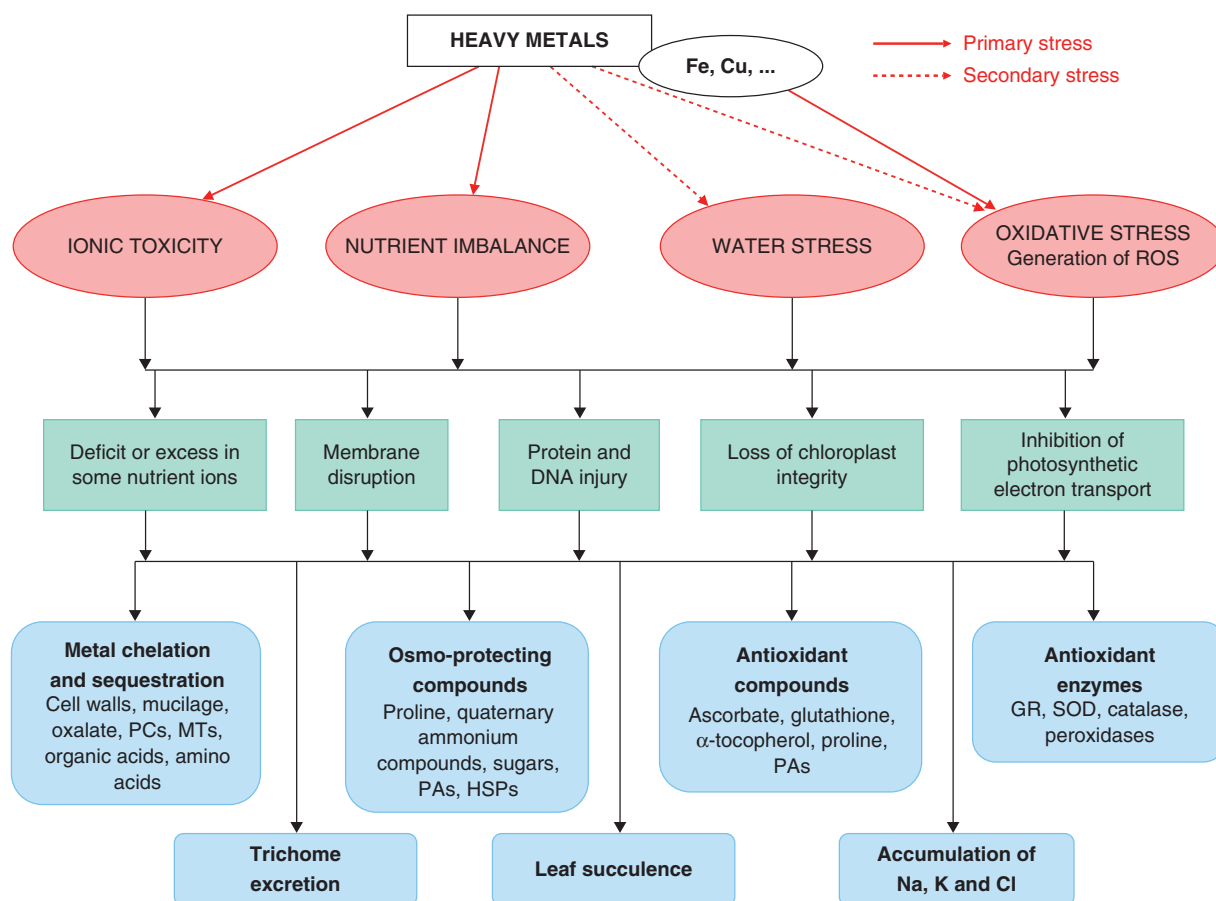 HEAVY METALS
Fe, Cu, ...
Primary stress
Secondary stress
IONIC TOXICITY
NUTRIENT IMBALANCE
WATER STRESS
OXIDATIVE STRESS
Generation of ROS
Deficit or excess in
some nutrient ions
Membrane
disruption
Protein and
DNA injury
Loss of chloroplast
integrity
Inhibition of
photosynthetic
electron transport
Metal chelation
and sequestration
Cell walls, mucilage,
oxalate, PCs, MTs,
organic acids, amino
acids
Osmo-protecting
compounds
Proline, quaternary
ammonium
compounds, sugars,
PAs, HSPs
Antioxidant
compounds
Ascorbate, glutathione,
α-tocopherol, proline,
PAs
Antioxidant
enzymes
GR, SOD, catalase,
peroxidases
Trichome
excretion
Leaf succulence
Accumulation of
Na, K and Cl